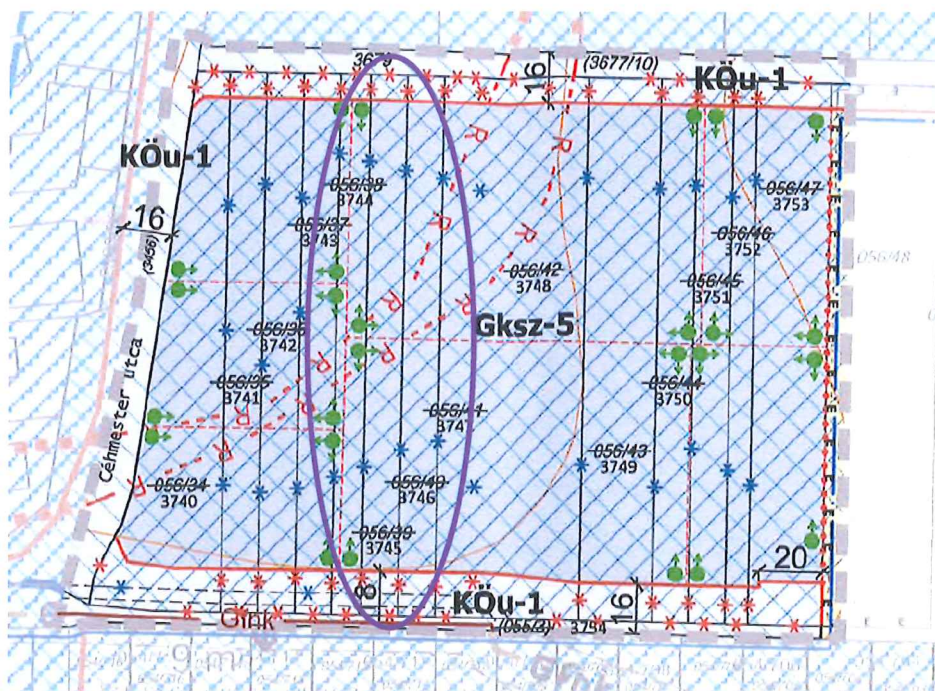 3679
(3677/10)
16
KÖu-1
KÖu-1
16
(3456)
Céhmester utca
056/38
3744
056/37
3743
056/36
3742
056/35
3741
056/34
3740
056/42
3748
Gksz-5
056/41
3747
056/40
3746
056/39
3745
056/43
3749
056/44
3750
056/45
3751
056/46
3752
056/47
3753
056/48
R
R
R
R
R
R
R
R
R
R
R
R
E
E
E
E
E
E
E
E
20
8
KÖu-1
16
(055/2)
3754